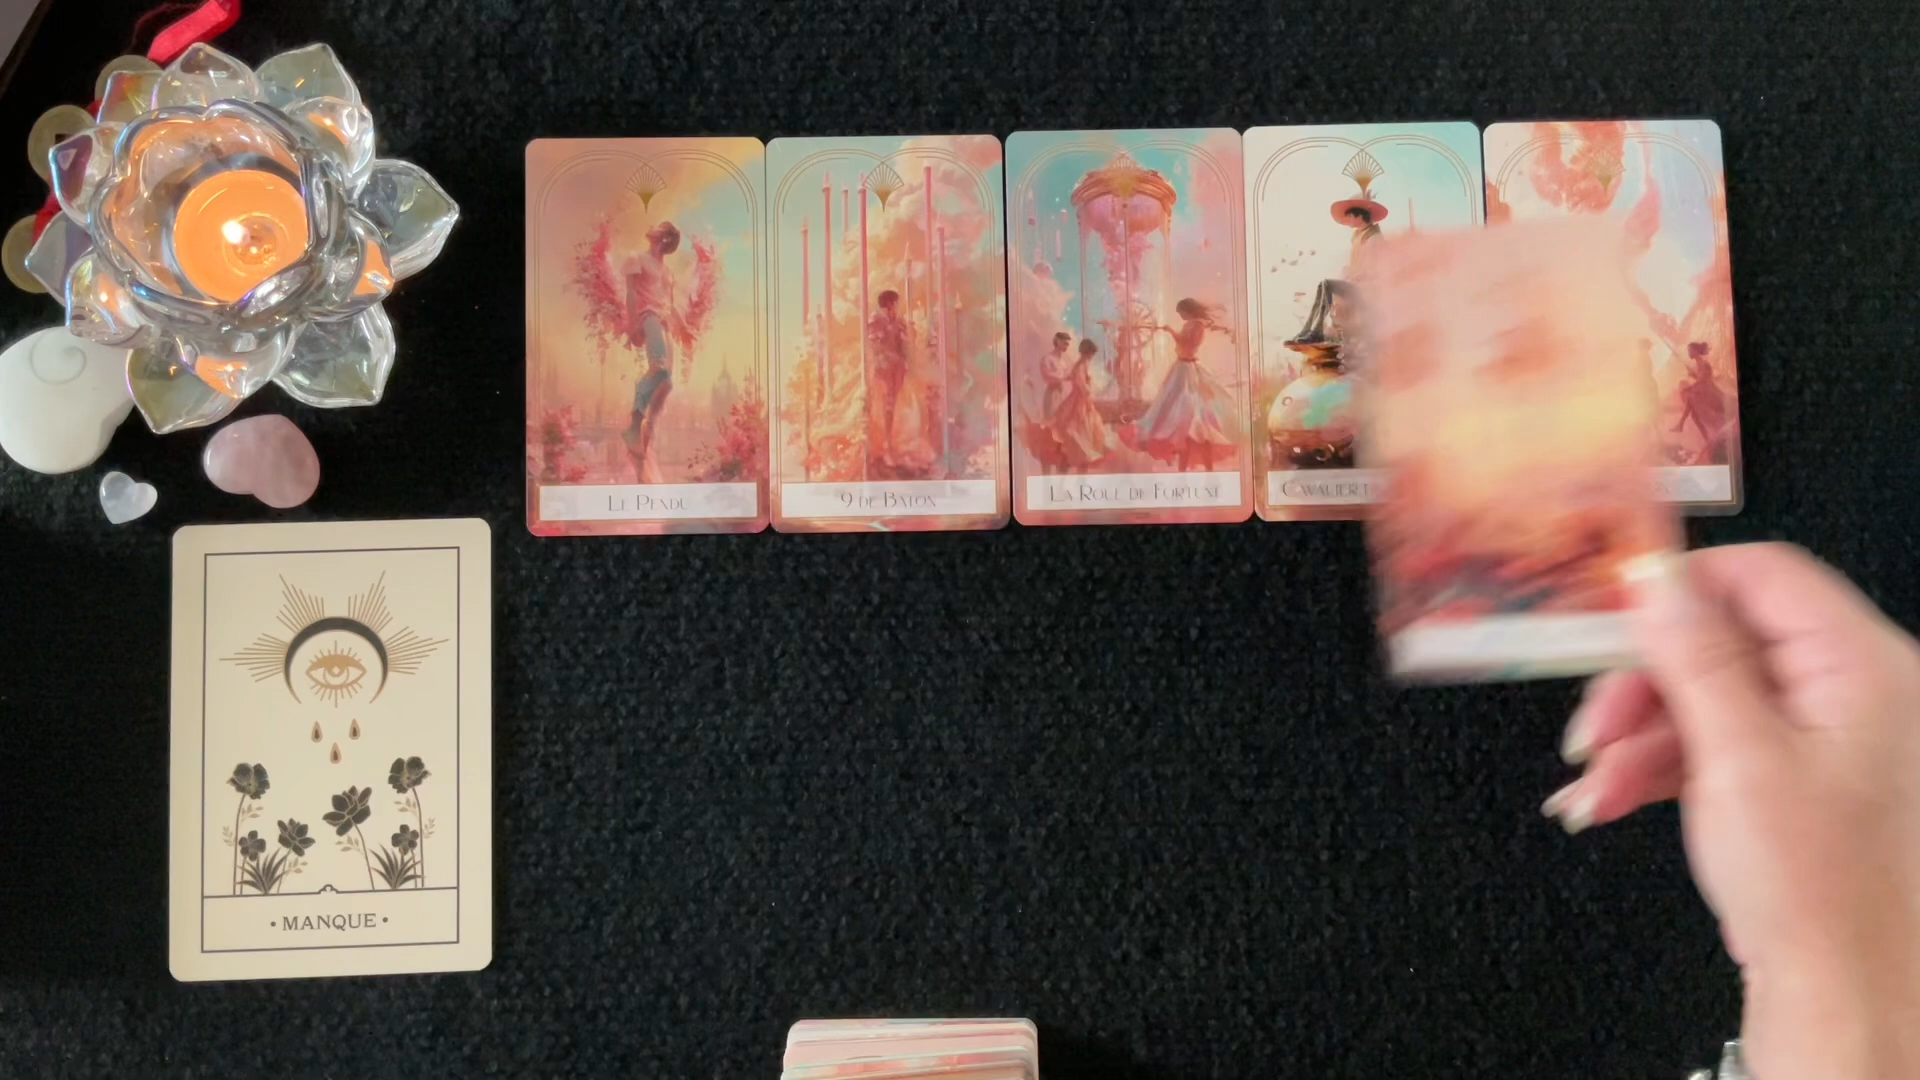 LE PENDU
9 DE BATON
LA ROUE DE FORTUNE
• MANQUE •